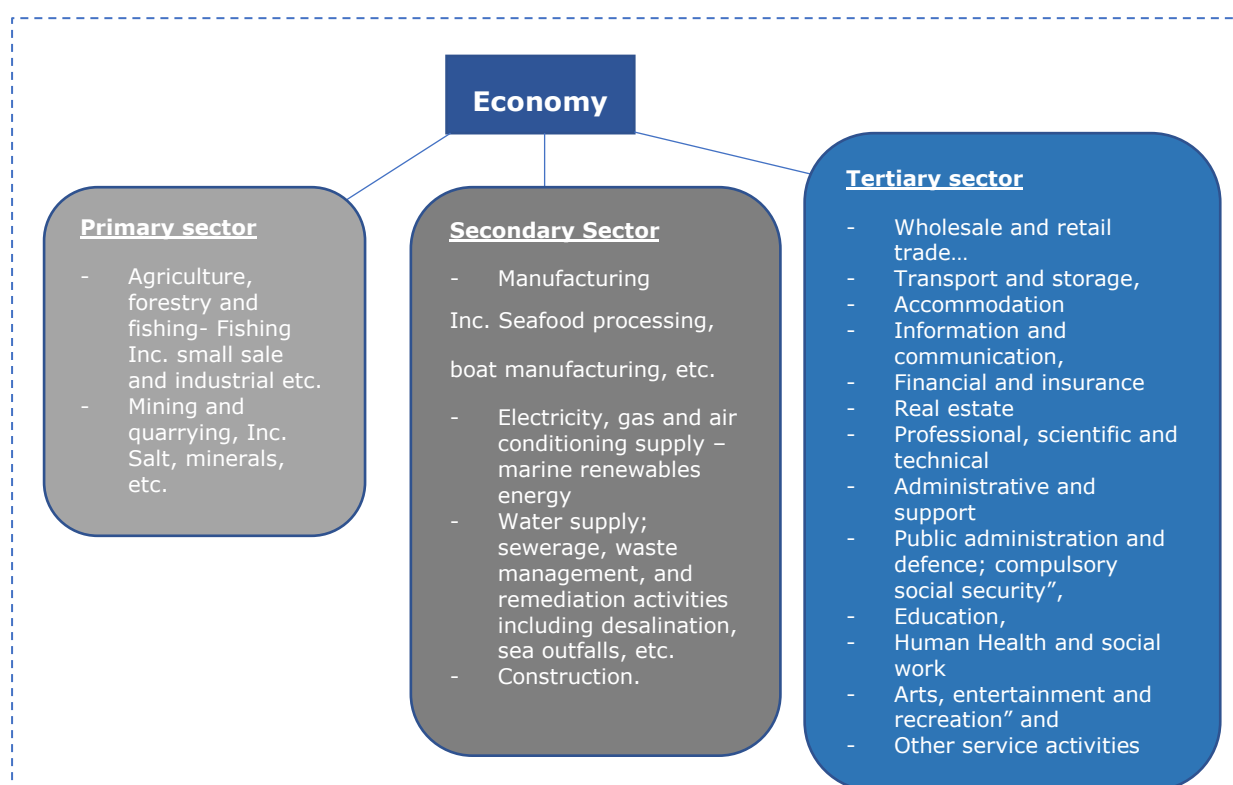 Economy
Primary sector
- Agriculture,
forestry and
fishing- Fishing
Inc. small sale
and industrial etc.
- Mining and
quarrying, Inc.
Salt, minerals,
etc.
Secondary Sector
- Manufacturing
Inc. Seafood processing,
boat manufacturing, etc.
- Electricity, gas and air
conditioning supply –
marine renewables
energy
- Water supply;
sewerage, waste
management, and
remediation activities
including desalination,
sea outfalls, etc.
- Construction.
Tertiary sector
- Wholesale and retail
trade…
- Transport and storage,
- Accommodation
- Information and
communication,
- Financial and insurance
- Real estate
- Professional, scientific and
technical
- Administrative and
support
- Public administration and
defence; compulsory
social security”,
- Education,
- Human Health and social
work
- Arts, entertainment and
recreation” and
- Other service activities